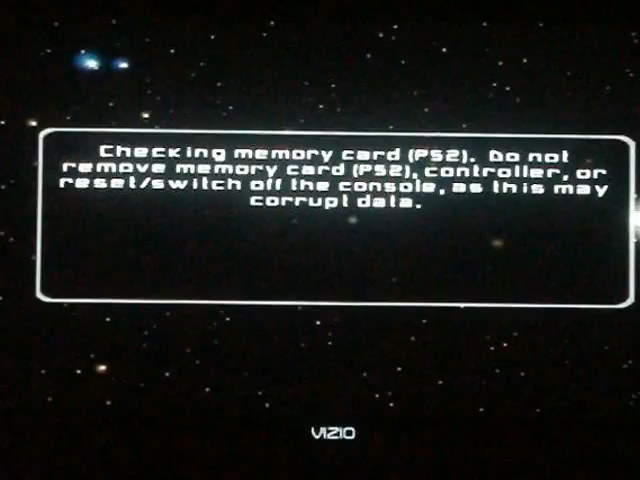 Checking memory card (PS2). Do not
remove memory card (PS2), controller, or
reset/switch off the console, as this may
corrupt data.
VIZIO